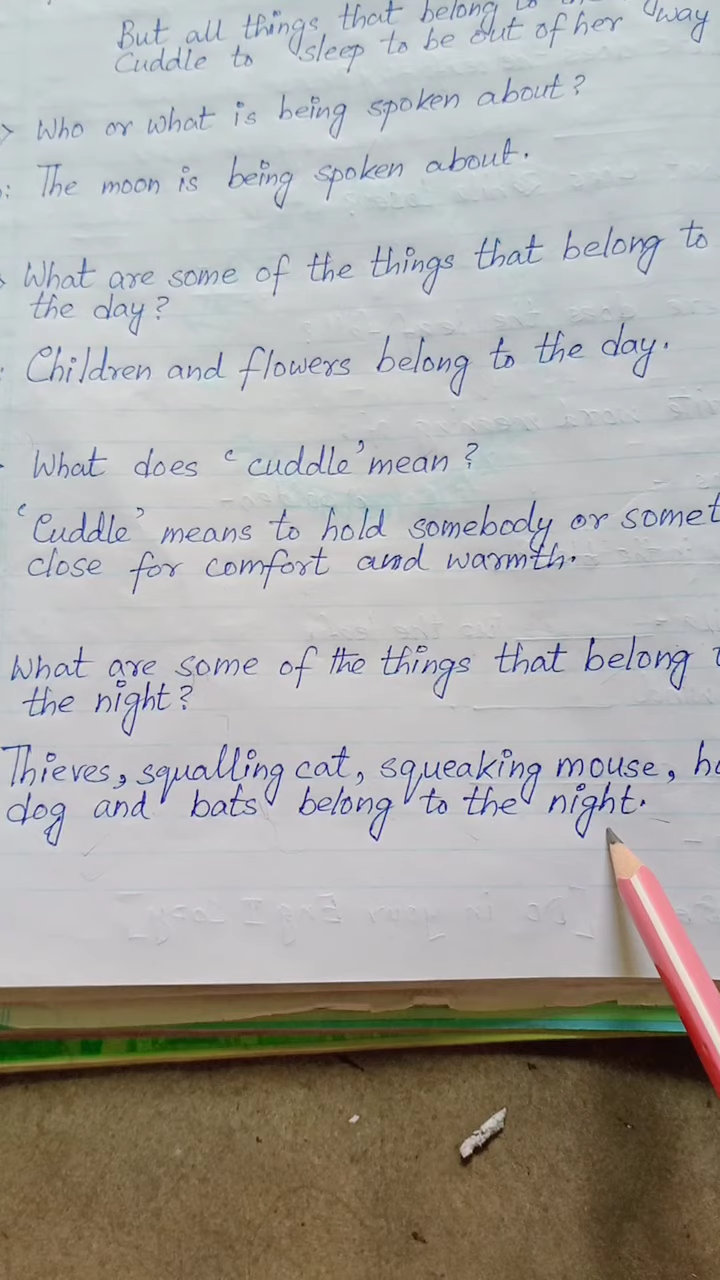 But all things that belong to
Cuddle to sleep to be out of her way
Who or what is being spoken about?
: The moon is being spoken about.
What are some of the things that belong to
the day?
: Children and flowers belong to the day.
What does 'cuddle' mean?
'Cuddle' means to hold somebody or somet
close for comfort and warmth.
What are some of the things that belong
the night?
Thieves, squalling cat, squeaking mouse, ho
dog and bats belong to the night.